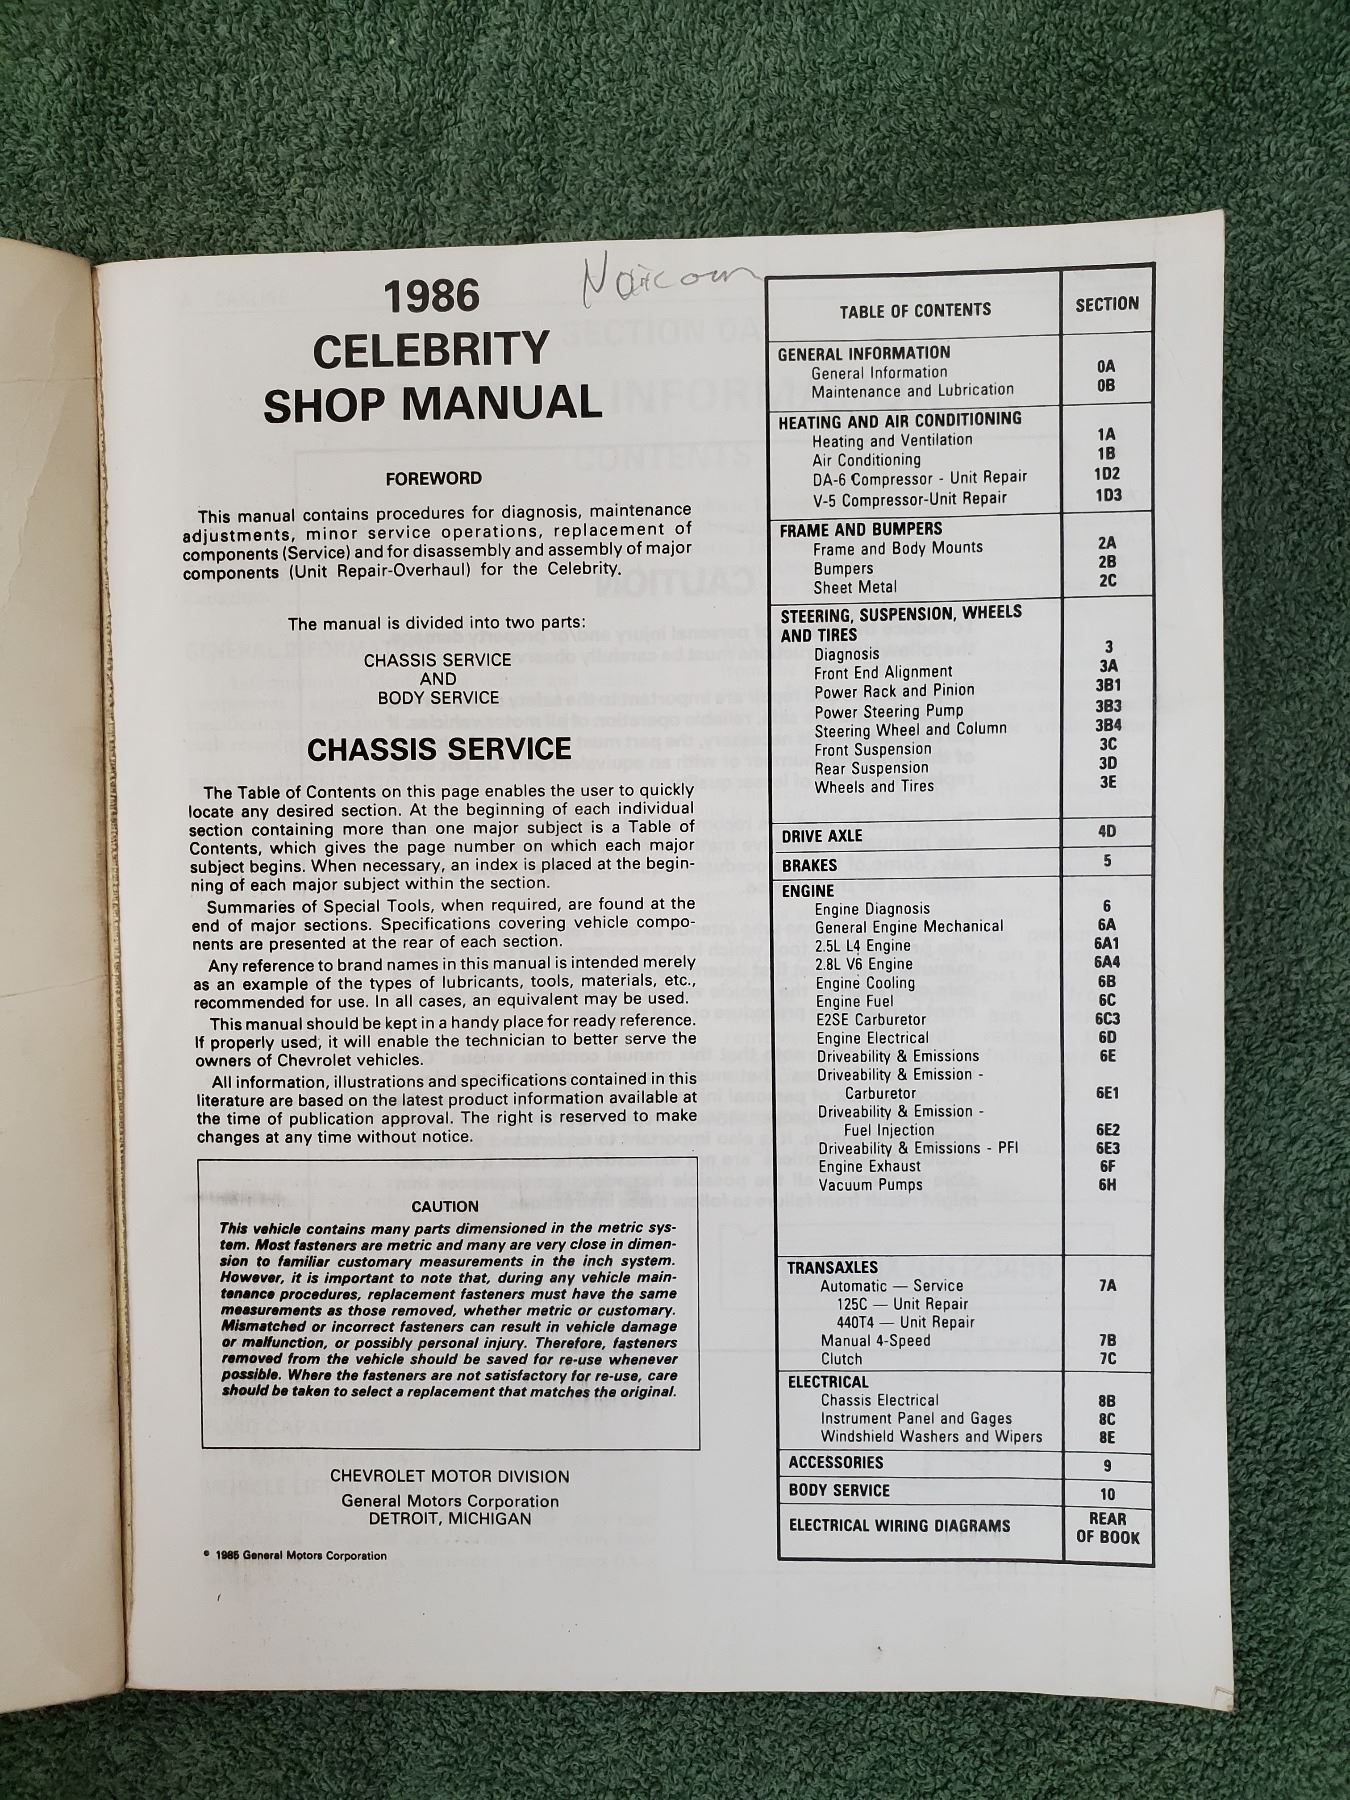 1986
CELEBRITY
SHOP MANUAL
FOREWORD
This manual contains procedures for diagnosis, maintenance
adjustments, minor service operations, replacement of
components (Service) and for disassembly and assembly of major
components (Unit Repair-Overhaul) for the Celebrity.
The manual is divided into two parts:
CHASSIS SERVICE
AND
BODY SERVICE
CHASSIS SERVICE
The Table of Contents on this page enables the user to quickly
locate any desired section. At the beginning of each individual
section containing more than one major subject is a Table of
Contents, which gives the page number on which each major
subject begins. When necessary, an index is placed at the begin-
ning of each major subject within the section.
Summaries of Special Tools, when required, are found at the
end of major sections. Specifications covering vehicle compo-
nents are presented at the rear of each section.
Any reference to brand names in this manual is intended merely
as an example of the types of lubricants, tools, materials, etc.,
recommended for use. In all cases, an equivalent may be used.
This manual should be kept in a handy place for ready reference.
If properly used, it will enable the technician to better serve the
owners of Chevrolet vehicles.
All information, illustrations and specifications contained in this
literature are based on the latest product information available at
the time of publication approval. The right is reserved to make
changes at any time without notice.
CAUTION
This vehicle contains many parts dimensioned in the metric sys-
tem. Most fasteners are metric and many are very close in dimen-
sion to familiar customary measurements in the inch system.
However, it is important to note that, during any vehicle main-
tenance procedures, replacement fasteners must have the same
measurements as those removed, whether metric or customary.
Mismatched or incorrect fasteners can result in vehicle damage
or malfunction, or possibly personal injury. Therefore, fasteners
removed from the vehicle should be saved for re-use whenever
possible. Where the fasteners are not satisfactory for re-use, care
should be taken to select a replacement that matches the original.
CHEVROLET MOTOR DIVISION
General Motors Corporation
DETROIT, MICHIGAN
© 1985 General Motors Corporation
TABLE OF CONTENTS SECTION
GENERAL INFORMATION
General Information 0A
Maintenance and Lubrication 0B
HEATING AND AIR CONDITIONING
Heating and Ventilation 1A
Air Conditioning 1B
DA-6 Compressor - Unit Repair 1D2
V-5 Compressor-Unit Repair 1D3
FRAME AND BUMPERS
Frame and Body Mounts 2A
Bumpers 2B
Sheet Metal 2C
STEERING, SUSPENSION, WHEELS
AND TIRES
Diagnosis 3
Front End Alignment 3A
Power Rack and Pinion 3B1
Power Steering Pump 3B3
Steering Wheel and Column 3B4
Front Suspension 3C
Rear Suspension 3D
Wheels and Tires 3E
DRIVE AXLE 4D
BRAKES 5
ENGINE
Engine Diagnosis 6
General Engine Mechanical 6A
2.5L L4 Engine 6A1
2.8L V6 Engine 6A4
Engine Cooling 6B
Engine Fuel 6C
E2SE Carburetor 6C3
Engine Electrical 6D
Driveability & Emissions 6E
Driveability & Emission -
Carburetor 6E1
Driveability & Emission -
Fuel Injection 6E2
Driveability & Emissions - PFI 6E3
Engine Exhaust 6F
Vacuum Pumps 6H
TRANSAXLES
Automatic — Service 7A
125C — Unit Repair
440T4 — Unit Repair
Manual 4-Speed 7B
Clutch 7C
ELECTRICAL
Chassis Electrical 8B
Instrument Panel and Gages 8C
Windshield Washers and Wipers 8E
ACCESSORIES 9
BODY SERVICE 10
ELECTRICAL WIRING DIAGRAMS REAR
OF BOOK